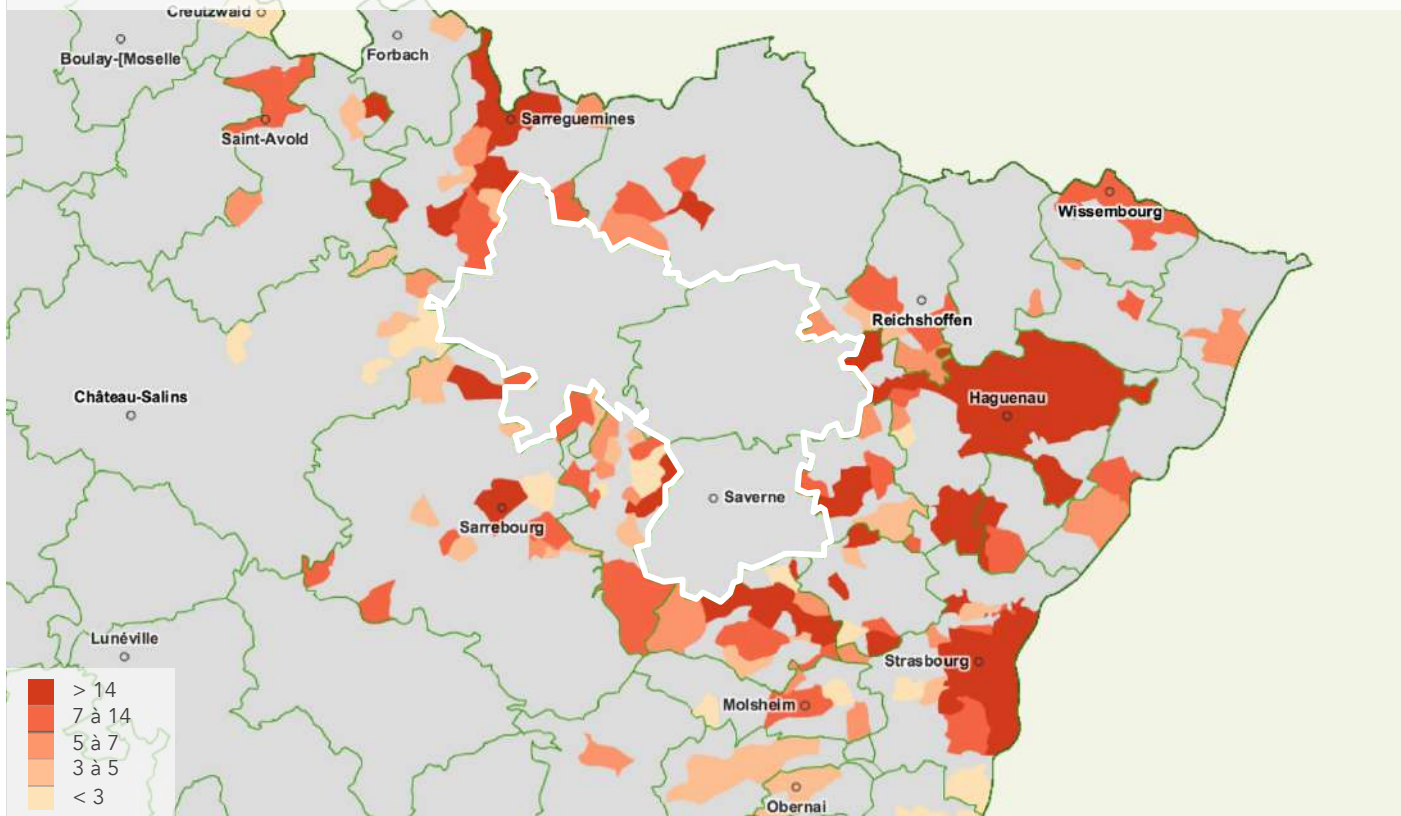 Creutzwald
Boulay-[Moselle
Forbach
Sarreguemines
Saint-Avold
Wissembourg
Reichshoffen
Château-Salins
Haguenau
Saverne
Sarrebourg
Lunéville
Strasbourg
Molsheim
Obernai
> 14
7 à 14
5 à 7
3 à 5
< 3